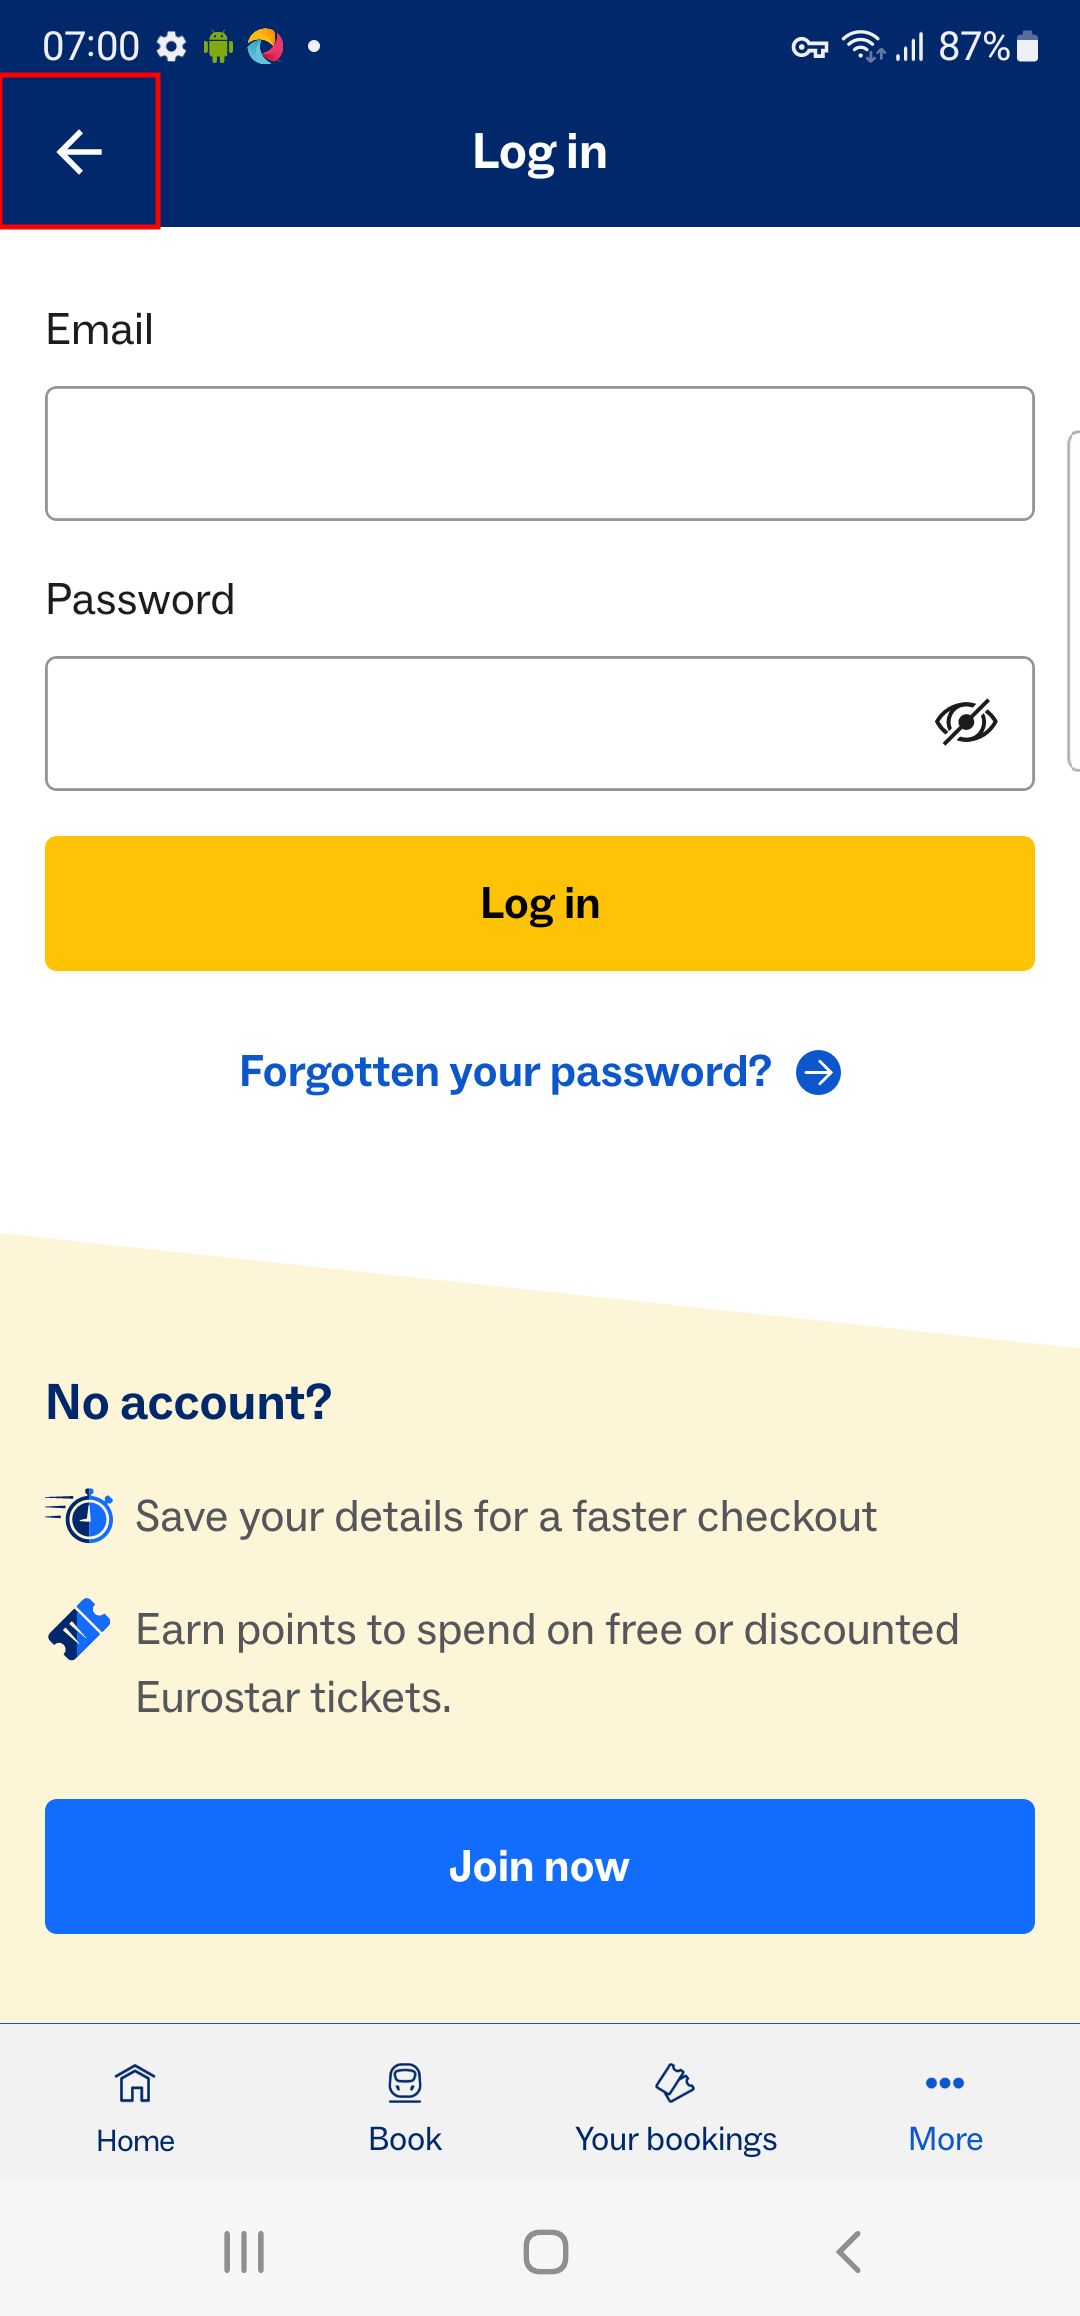 07:00
87%
Log in
Email
Password
Log in
Forgotten your password?
No account?
Save your details for a faster checkout
Earn points to spend on free or discounted
Eurostar tickets.
Join now
Home
Book
Your bookings
More